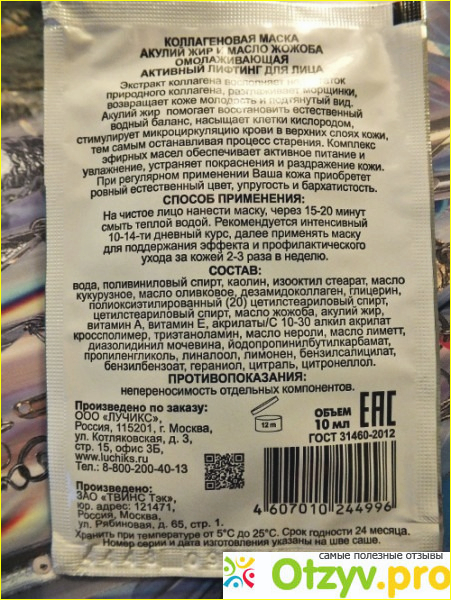 КОЛЛАГЕНОВАЯ МАСКА
АКУЛИЙ ЖИР И МАСЛО ЖОЖОБА
ОМОЛАЖИВАЮЩАЯ
АКТИВНЫЙ ЛИФТИНГ ДЛЯ ЛИЦА
Экстракт коллагена восполняет недостаток
природного коллагена, разглаживает морщинки,
возвращает коже молодость и подтянутый вид.
Акулий жир помогает восстановить естественный
водный баланс, насыщает клетки кислородом,
стимулирует микроциркуляцию крови в верхних слоях кожи,
тем самым останавливая процесс старения. Комплекс
эфирных масел обеспечивает активное питание и
увлажнение, устраняет покраснения и раздражение кожи.
При регулярном применении Ваша кожа приобретет
ровный естественный цвет, упругость и бархатистость.
СПОСОБ ПРИМЕНЕНИЯ:
На чистое лицо нанести маску, через 15-20 минут
смыть теплой водой. Рекомендуется интенсивный
10-14-ти дневный курс, далее применять маску
для поддержания эффекта и профилактического
ухода за кожей 2-3 раза в неделю.
СОСТАВ:
вода, поливиниловый спирт, каолин, изооктил стеарат, масло
кукурузное, масло оливковое, дезамидоколлаген, глицерин,
полиоксиэтилированный (20) цетилстеариловый спирт,
цетилстеариловый спирт, масло жожоба, акулий жир,
витамин А, витамин Е, акрилаты/С 10-30 алкил акрилат
кроссполимер, триэтаноламин, масло нероли, масло лиметт,
диазолидинил мочевина, йодопропинилбутилкарбамат,
пропиленгликоль, линалоол, лимонен, бензилсалицилат,
бензилбензоат, гераниол, цитраль, цитронеллол.
ПРОТИВОПОКАЗАНИЯ:
непереносимость отдельных компонентов.
Произведено по заказу:
ООО «ЛУЧИКС»,
Россия, 115201, г. Москва,
ул. Котляковская, д. 3,
стр. 15, офис 3Б,
www.luchiks.ru
Тел.: 8-800-200-40-13
12 m
ОБЪЕМ
10 мл
ГОСТ 31460-2012
EAC
Произведено:
ЗАО «ТВИНС Тэк»,
юр. адрес: 121471,
Россия, Москва,
ул. Рябиновая, д. 65, стр. 1.
4607010 244996
Хранить при температуре от 5°С до 25°С. Срок годности 24 месяца.
Номер серии и дата изготовления указаны на шве саше.
самые полезные отзывы
Otzyv.pro